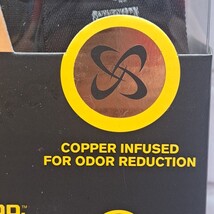 COPPER INFUSED
FOR ODOR REDUCTION